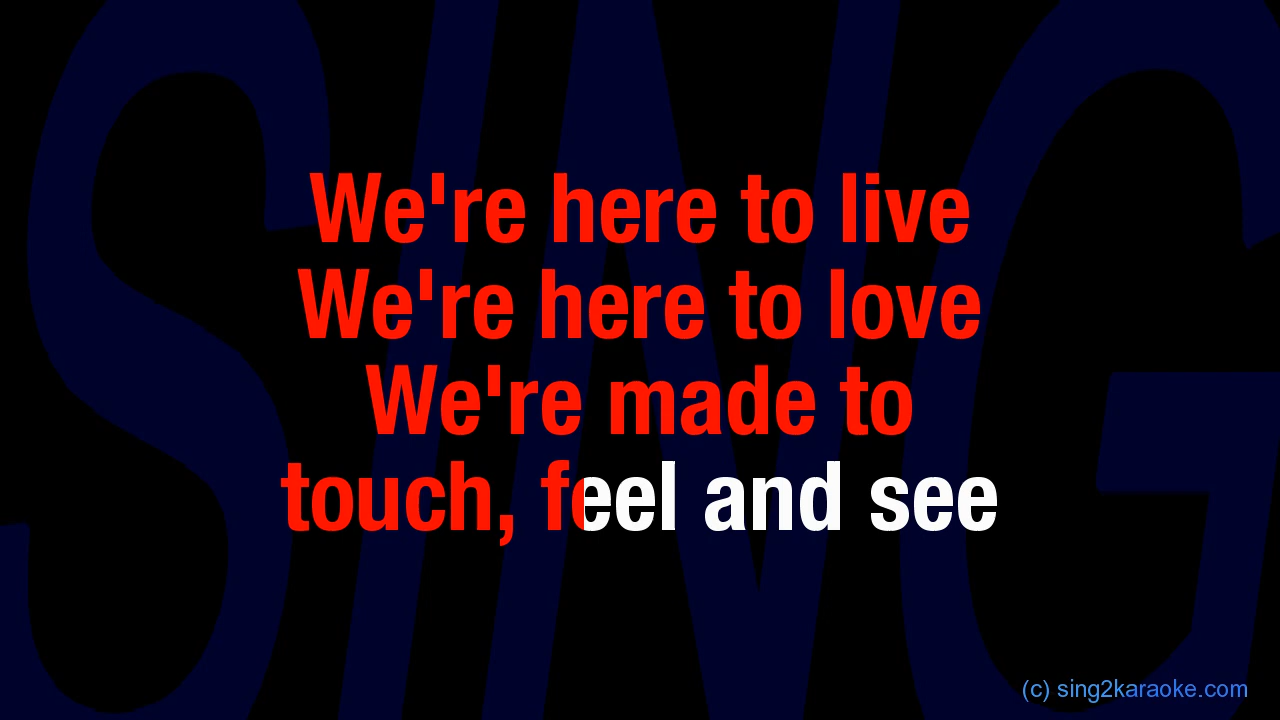 SING
We're here to live
We're here to love
We're made to
touch, feel and see
(c) sing2karaoke.com